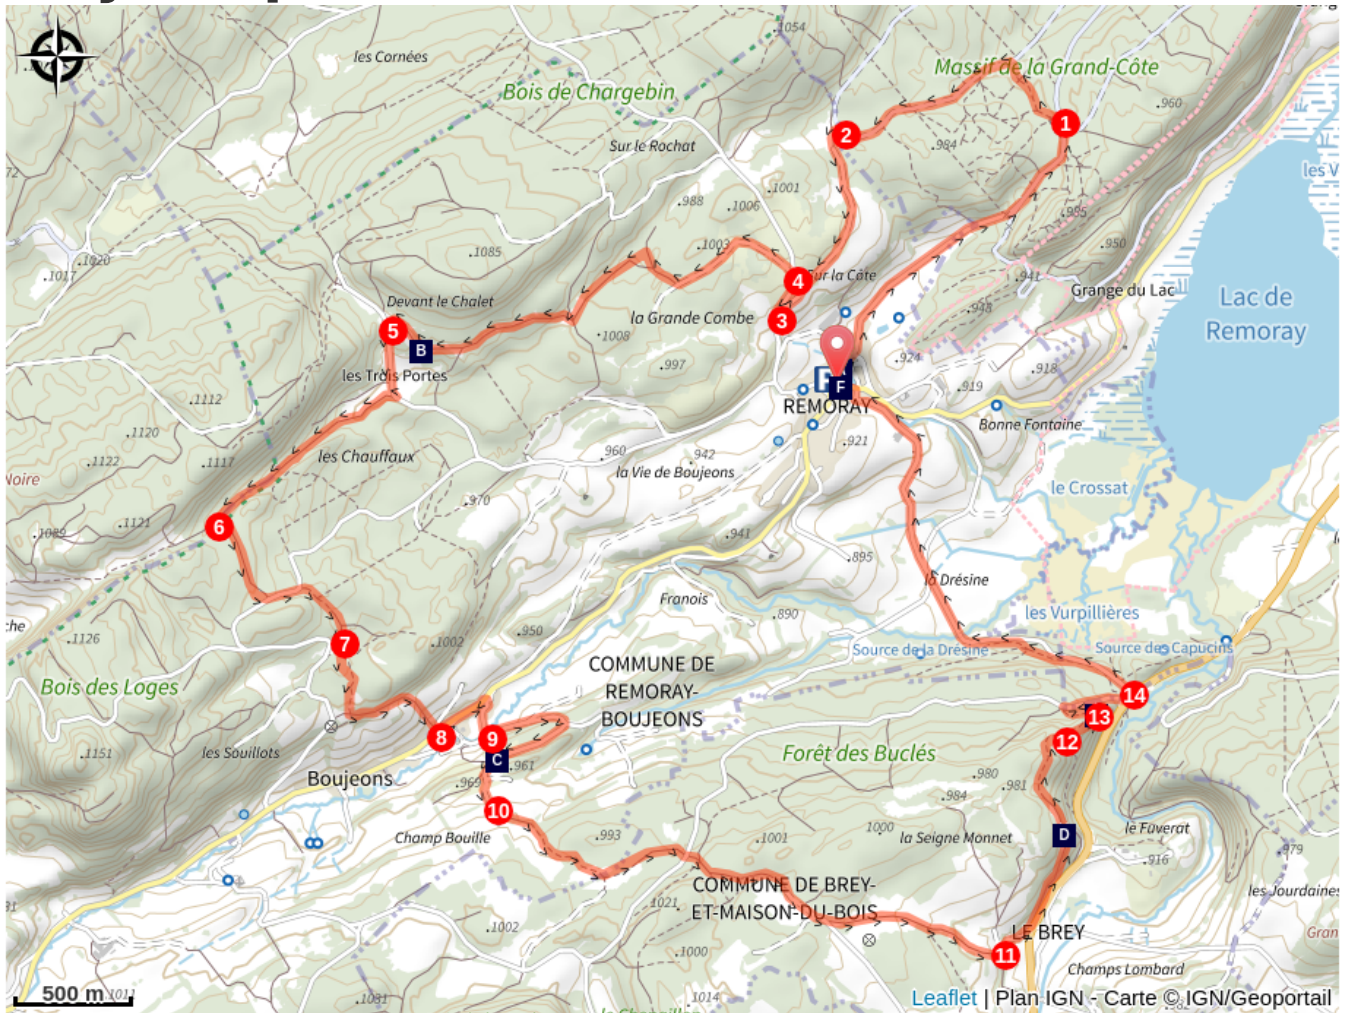 1054
les Cornées
Massif de la Grand-Côte
Bois de Chargebin
960
1
2
984
Sur le Rochat
les V
72
1001
988
1006
985
1085
1003
950
1020
1017
4
Sur la Côte
941
Grange du Lac
Lac de
Remoray
Devant le Chalet
948
la Grande Combe
3
5
1008
B
924
997
918
les Trois Portes
919
F
1112
REMORAY
Bonne Fontaine
1120
921
les Chauffaux
960
942
1122
1117
la Vie de Boujeons
Noire
le Crossat
970
6
1121
1089
941
895
la Drésine
Franois
890
les Vurpillières
che
950
1126
1002
7
Source de la Drésine
Source des Capucins
COMMUNE DE
REMORAY-
BOUJEONS
Bois des Loges
14
13
8
9
12
1151
les Souillots
Forêt des Buclés
C
961
Boujeons
969
980
981
984
10
Champ Bouille
993
1001
1000
la Seigne Monnet
D
le Fuverat
916
979
COMMUNE DE BREY-
ET-MAISON-DU-BOIS
les Jourdaines
1021
1002
LE BREY
Gran
1000
11
Champs Lombard
500 m
1011
1031
1014
Leaflet | Plan IGN - Carte © IGN/Geoportail